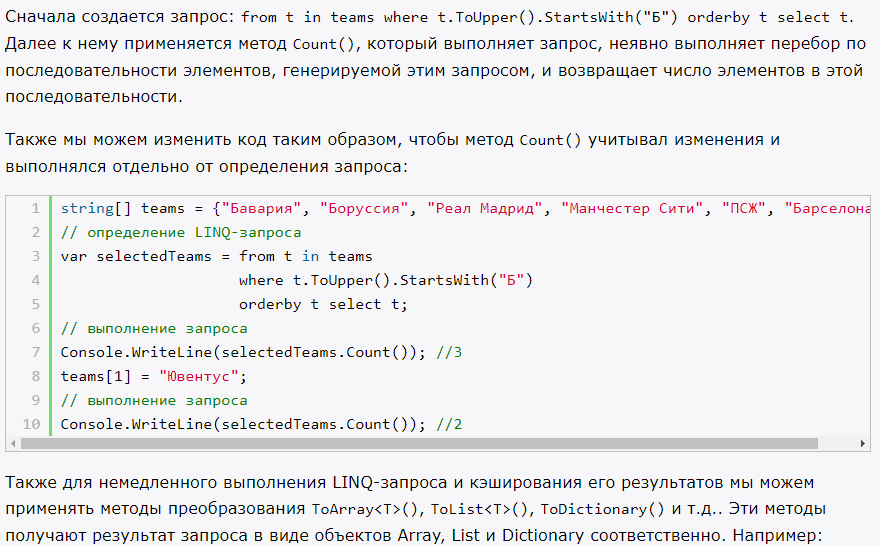 Сначала создается запрос: from t in teams where t.ToUpper().StartsWith("Б") orderby t select t.
Далее к нему применяется метод Count(), который выполняет запрос, неявно выполняет перебор по
последовательности элементов, генерируемой этим запросом, и возвращает число элементов в этой
последовательности.
Также мы можем изменить код таким образом, чтобы метод Count() учитывал изменения и
выполнялся отдельно от определения запроса:
1 string[] teams = {"Бавария", "Боруссия", "Реал Мадрид", "Манчестер Сити", "ПСЖ", "Барселона
2 // определение LINQ-запроса
3 var selectedTeams = from t in teams
4 where t.ToUpper().StartsWith("Б")
5 orderby t select t;
6 // выполнение запроса
7 Console.WriteLine(selectedTeams.Count()); //3
8 teams[1] = "Ювентус";
9 // выполнение запроса
10 Console.WriteLine(selectedTeams.Count()); //2
Также для немедленного выполнения LINQ-запроса и кэширования его результатов мы можем
применять методы преобразования ToArray<T>(), ToList<T>(), ToDictionary() и т.д.. Эти методы
получают результат запроса в виде объектов Array, List и Dictionary соответственно. Например: